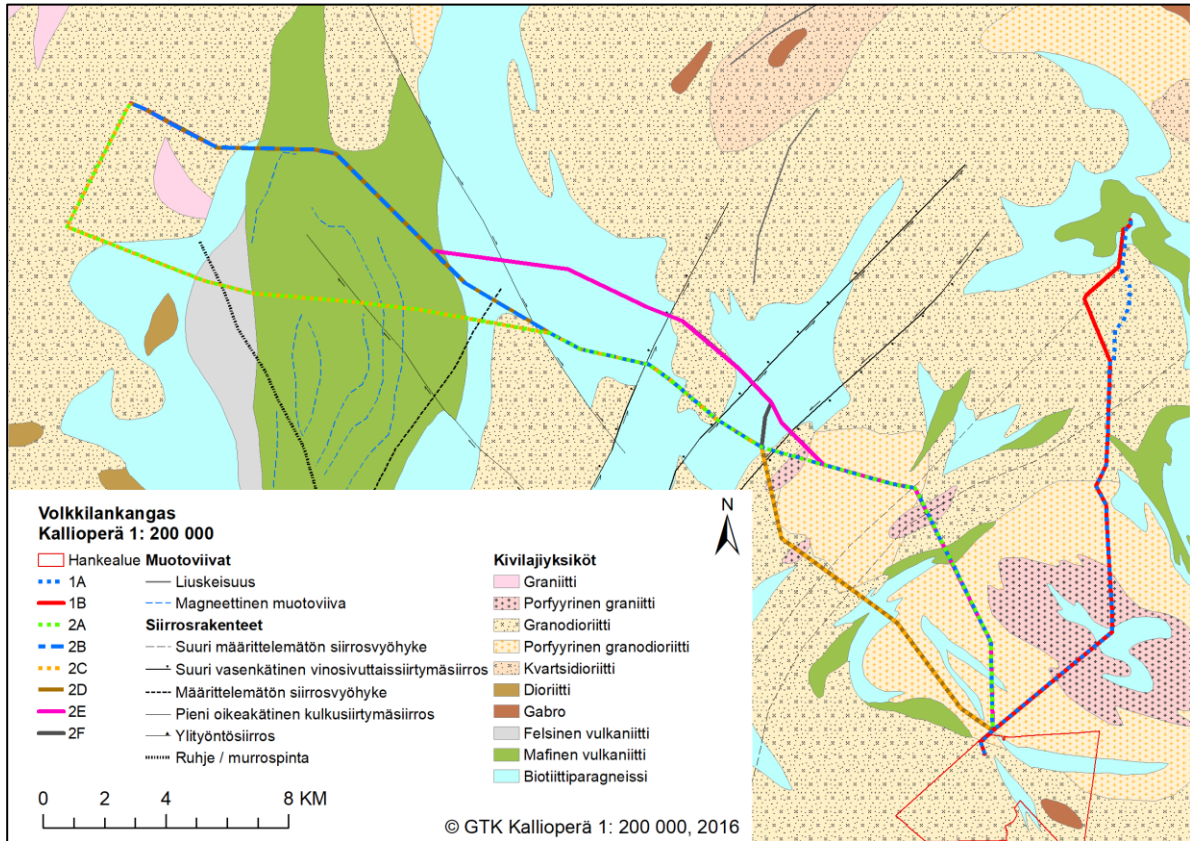 N
Volkkilankangas
Kallioperä 1: 200 000
Hankealue
1A
1B
2A
2B
2C
2D
2E
2F
Muotoviivat
Liuskeisuus
Magneettinen muotoviiva
Siirrosrakenteet
Suuri määrittelemätön siirrosvyöhyke
Suuri vasenkätinen vinosivuttaissiirtymäsiirros
Määrittelemätön siirrosvyöhyke
Pieni oikeakätinen kulkusiirtymäsiirros
Ylityöntösiirros
Ruhje / murrospinta
Kivilajiyksiköt
Graniitti
Porfyyrinen graniitti
Granodioriitti
Porfyyrinen granodioriitti
Kvartsidioriitti
Dioriitti
Gabro
Felsinen vulkaniitti
Mafinen vulkaniitti
Biotiittiparagneissi
0 2 4 8 KM
© GTK Kallioperä 1: 200 000, 2016